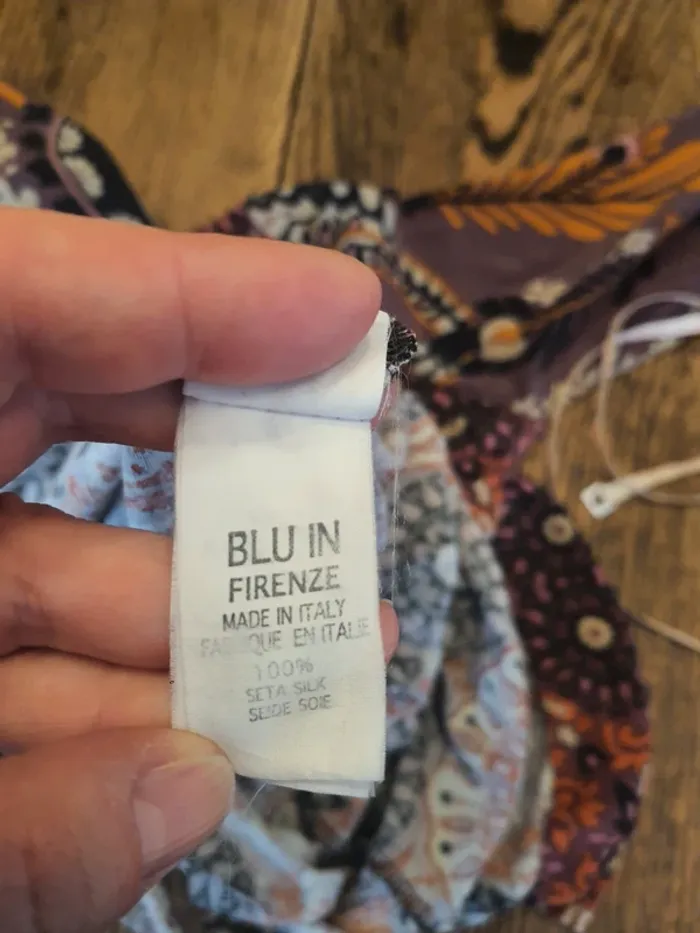 BLU IN
FIRENZE
MADE IN ITALY
FABRIQUE EN ITALIE
100%
SETA SILK
SEIDE SOIE